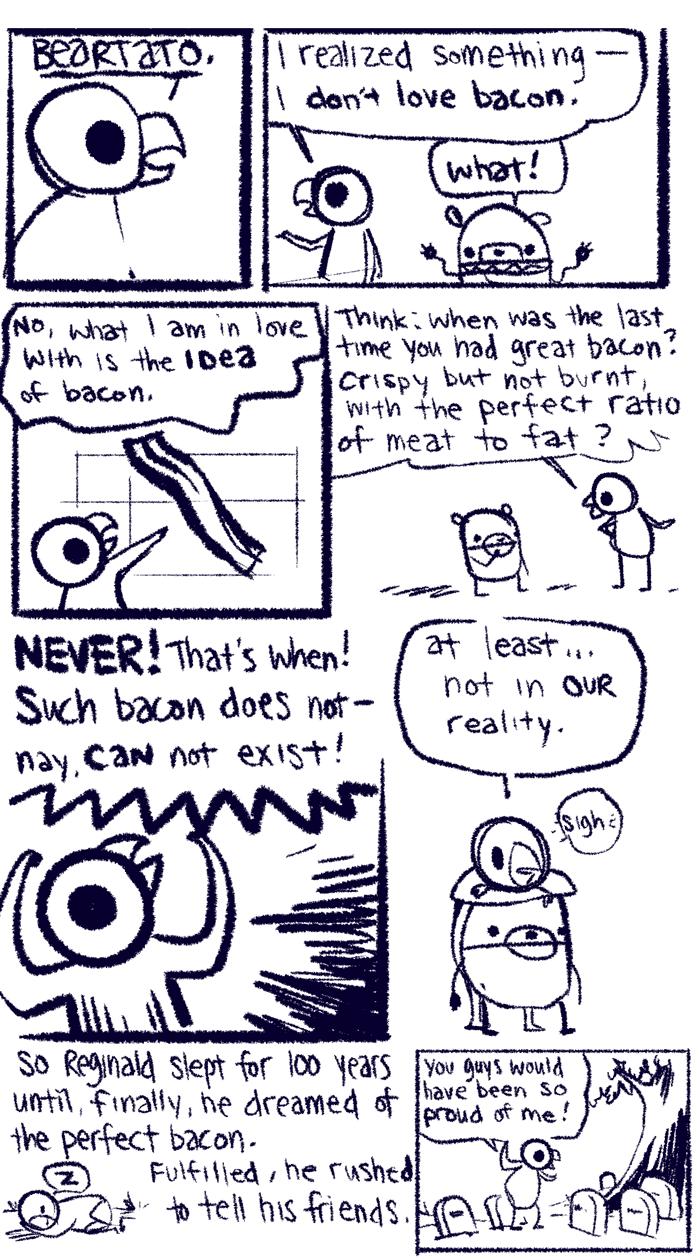 BEARTATO.
I realized something —
I don't love bacon.
what!
No, what I am in love
with is the IDea
of bacon.
Think: when was the last
time you had great bacon?
Crispy but not burnt,
with the perfect ratio
of meat to fat?
NEVER! That's when!
Such bacon does not –
nay, CAN not exist!
at least...
not in OUR
reality.
sigh
So Reginald slept for 100 years
until, finally, he dreamed of
the perfect bacon.
Z
Fulfilled, he rushed
to tell his friends.
You guys would
have been so
proud of me!